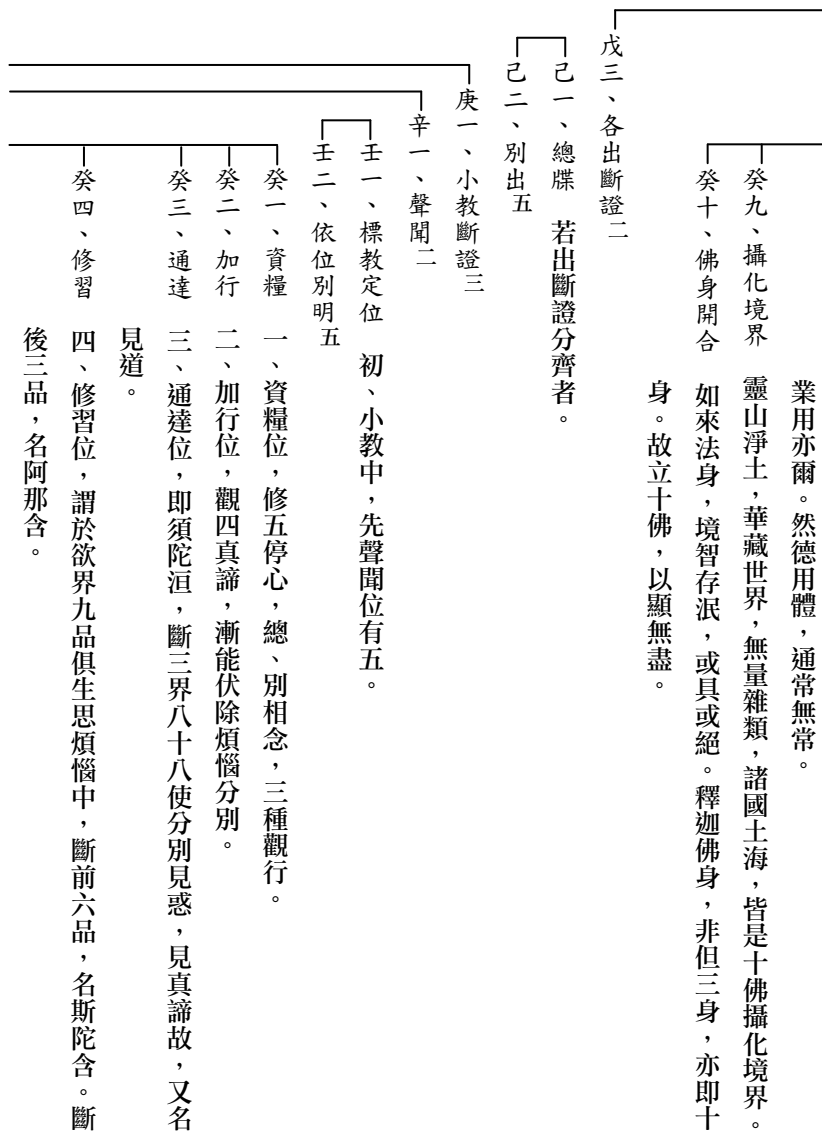 業用亦爾。然德用體，通常無常。
癸九、攝化境界　靈山淨土，華藏世界，無量雜類，諸國土海，皆是十佛攝化境界。
癸十、佛身開合　如來法身，境智存泯，或具或絕。釋迦佛身，非但三身，亦即十
身。故立十佛，以顯無盡。
戊三、各出斷證二
己一、總牒　若出斷證分齊者。
己二、別出五
庚一、小教斷證三
辛一、聲聞二
壬一、標教定位　初、小教中，先聲聞位有五。
壬二、依位別明五
癸一、資糧　一、資糧位，修五停心，總、別相念，三種觀行。
癸二、加行　二、加行位，觀四真諦，漸能伏除煩惱分別。
癸三、通達　三、通達位，即須陀洹，斷三界八十八使分別見惑，見真諦故，又名
見道。
癸四、修習　四、修習位，謂於欲界九品俱生思煩惱中，斷前六品，名斯陀含。斷
後三品，名阿那含。